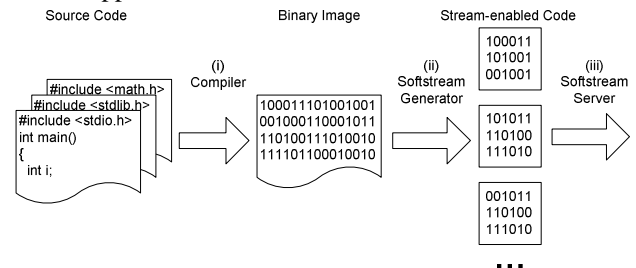 Source Code
Binary Image
Stream-enabled Code
(i)
Compiler
(ii)
Softstream
Generator
(iii)
Softstream
Server
#include <math.h>
#include <stdlib.h>
#include <stdio.h>
int main()
{
int i;
100011101001001
001000110001011
110100111010010
111101100010010
100011
101001
001001
101011
110100
111010
001011
110100
111010
...